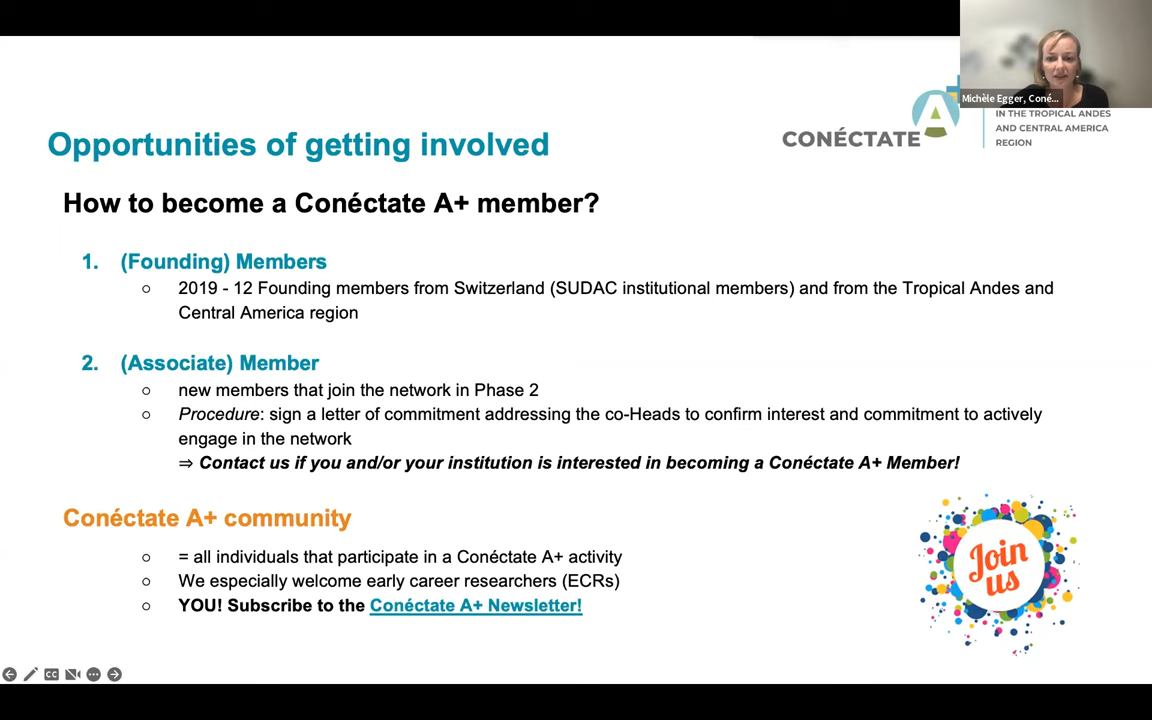 Michèle Egger, Coné...
CONÉCTATE
A+
IN THE TROPICAL ANDES
AND CENTRAL AMERICA
REGION
Opportunities of getting involved
How to become a Conéctate A+ member?
1. (Founding) Members
○ 2019 - 12 Founding members from Switzerland (SUDAC institutional members) and from the Tropical Andes and
Central America region
2. (Associate) Member
○ new members that join the network in Phase 2
○ Procedure: sign a letter of commitment addressing the co-Heads to confirm interest and commitment to actively
engage in the network
⇒ Contact us if you and/or your institution is interested in becoming a Conéctate A+ Member!
Conéctate A+ community
○ = all individuals that participate in a Conéctate A+ activity
○ We especially welcome early career researchers (ECRs)
○ YOU! Subscribe to the Conéctate A+ Newsletter!
Join
us
CC